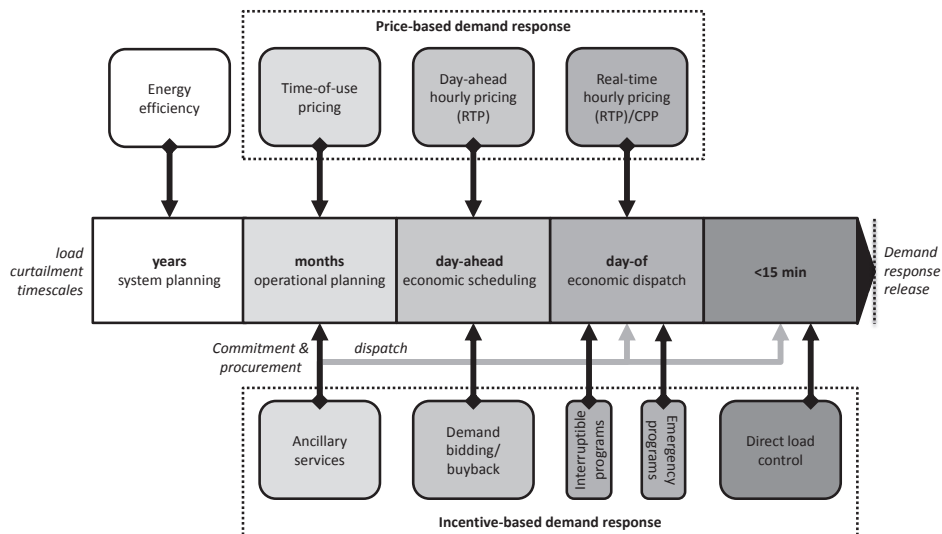 Price-based demand response
Energy
efficiency
Time-of-use
pricing
Day-ahead
hourly pricing
(RTP)
Real-time
hourly pricing
(RTP)/CPP
load
curtailment
timescales
years
system planning
months
operational planning
day-ahead
economic scheduling
day-of
economic dispatch
<15 min
Demand
response
release
Commitment &
procurement
dispatch
Ancillary
services
Demand
bidding/
buyback
Interruptible
programs
Emergency
programs
Direct load
control
Incentive-based demand response